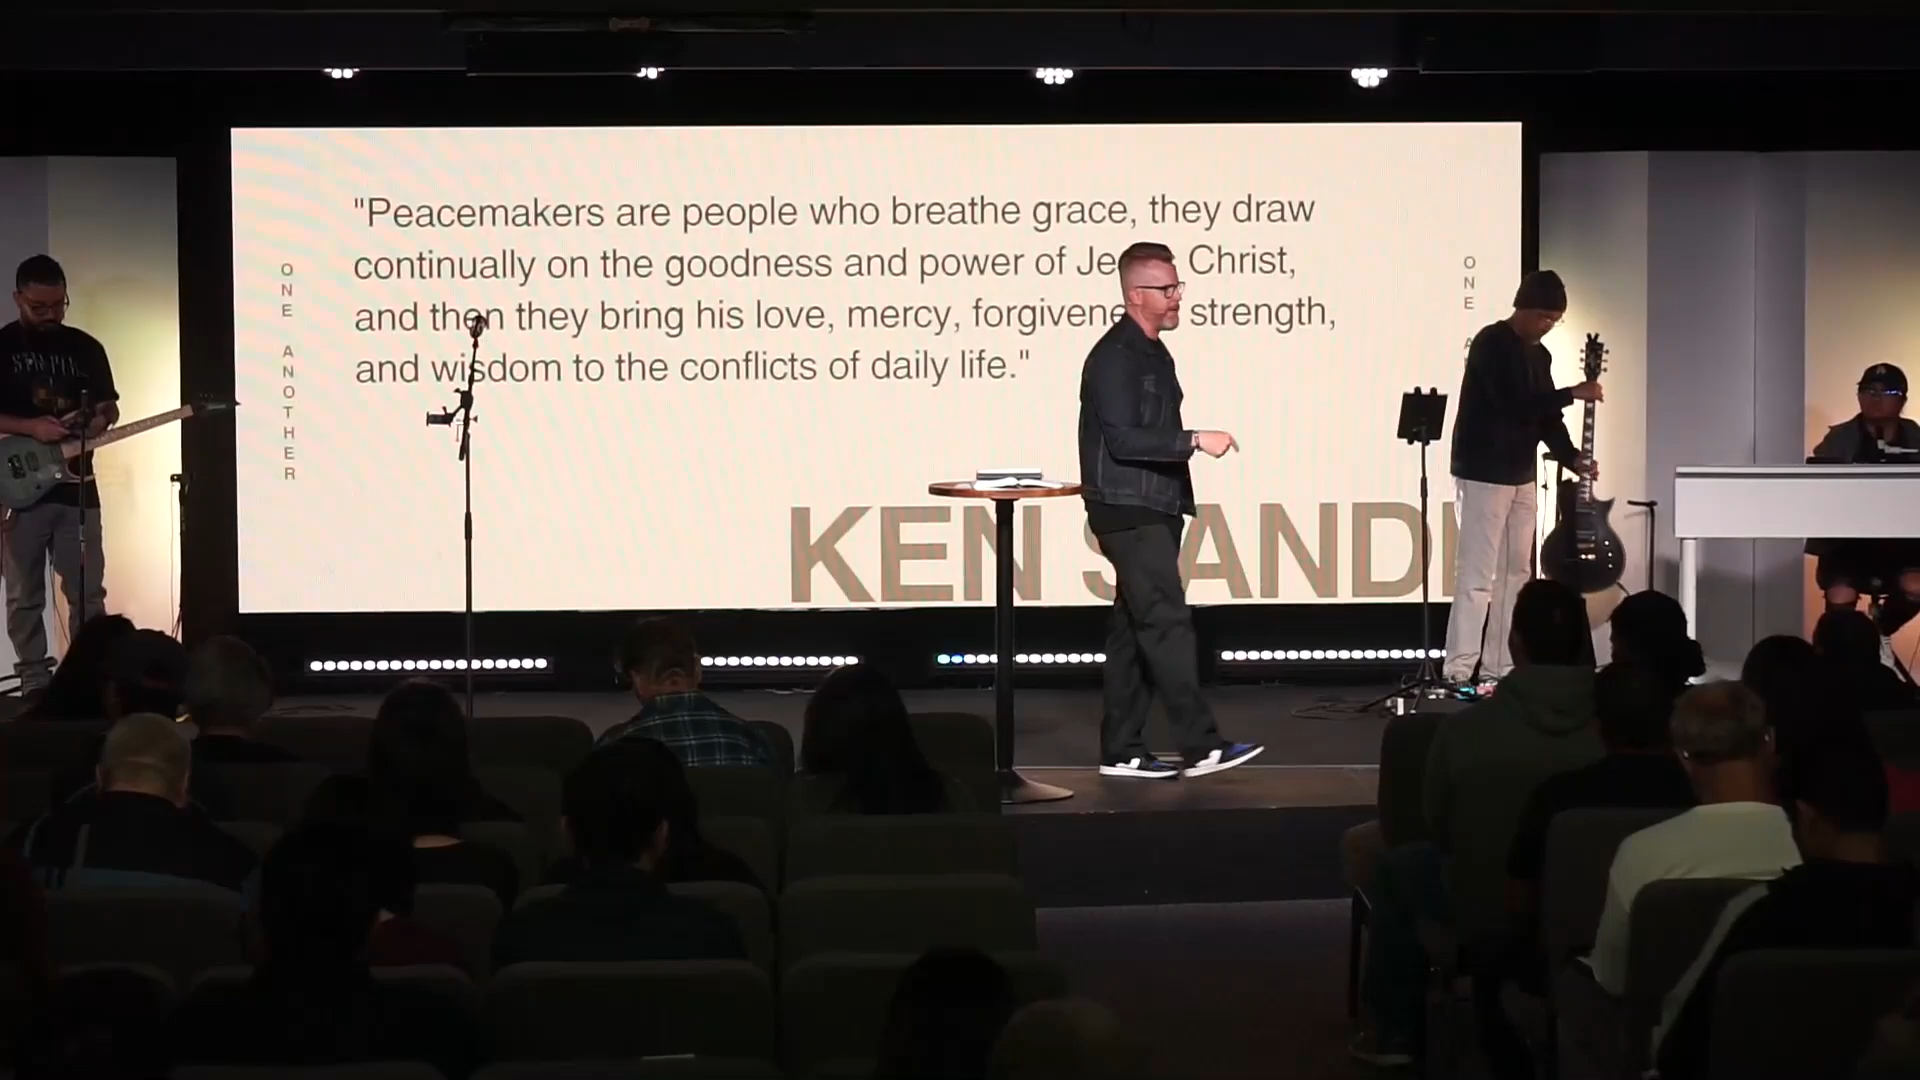 "Peacemakers are people who breathe grace, they draw
continually on the goodness and power of Christ,
and then they bring his love, mercy, strength,
and wisdom to the conflicts of daily life."
ONE ANOTHER
ONE
KEN